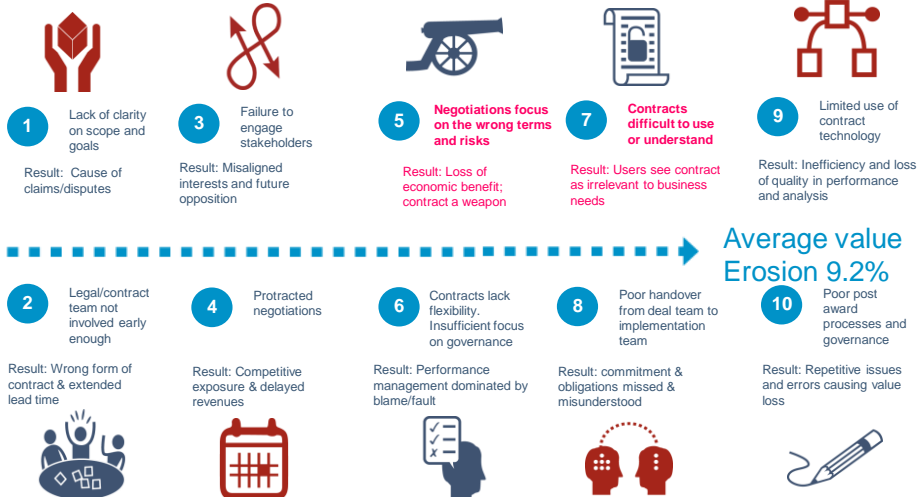 1
Lack of clarity
on scope and
goals
Result:  Cause of
claims/disputes
3
Failure to
engage
stakeholders
Result: Misaligned
interests and future
opposition
5
Negotiations focus
on the wrong terms
and risks
Result: Loss of
economic benefit;
contract a weapon
7
Contracts
difficult to use
or understand
Result: Users see contract
as irrelevant to business
needs
9
Limited use of
contract
technology
Result: Inefficiency and loss
of quality in performance
and analysis
Average value
Erosion 9.2%
2
Legal/contract
team not
involved early
enough
Result: Wrong form of
contract & extended
lead time
4
Protracted
negotiations
Result: Competitive
exposure & delayed
revenues
6
Contracts lack
flexibility.
Insufficient focus
on governance
Result: Performance
management dominated by
blame/fault
8
Poor handover
from deal team to
implementation
team
Result: commitment &
obligations missed &
misunderstood
10
Poor post
award
processes and
governance
Result: Repetitive issues
and errors causing value
loss